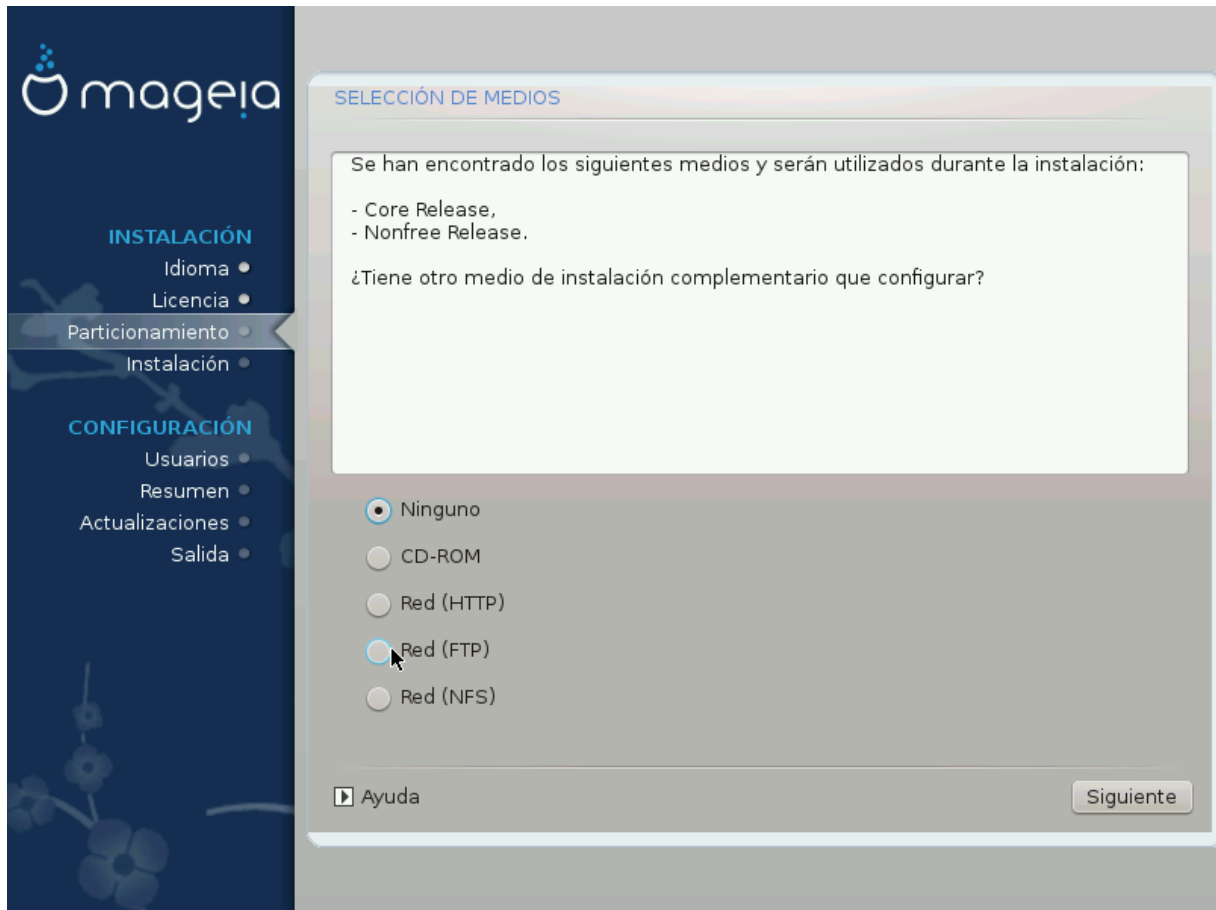 mageia
INSTALACIÓN
Idioma
Licencia
Particionamiento
Instalación
CONFIGURACIÓN
Usuarios
Resumen
Actualizaciones
Salida
SELECCIÓN DE MEDIOS
Se han encontrado los siguientes medios y serán utilizados durante la instalación:
- Core Release,
- Nonfree Release.
¿Tiene otro medio de instalación complementario que configurar?
Ninguno
CD-ROM
Red (HTTP)
Red (FTP)
Red (NFS)
Ayuda
Siguiente